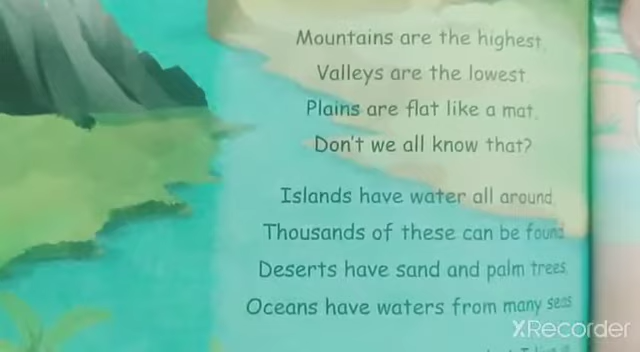 Mountains are the highest,
Valleys are the lowest
Plains are flat like a mat,
Don't we all know that?
Islands have water all around
Thousands of these can be found
Deserts have sand and palm trees
Oceans have waters from many seas
XRecorder